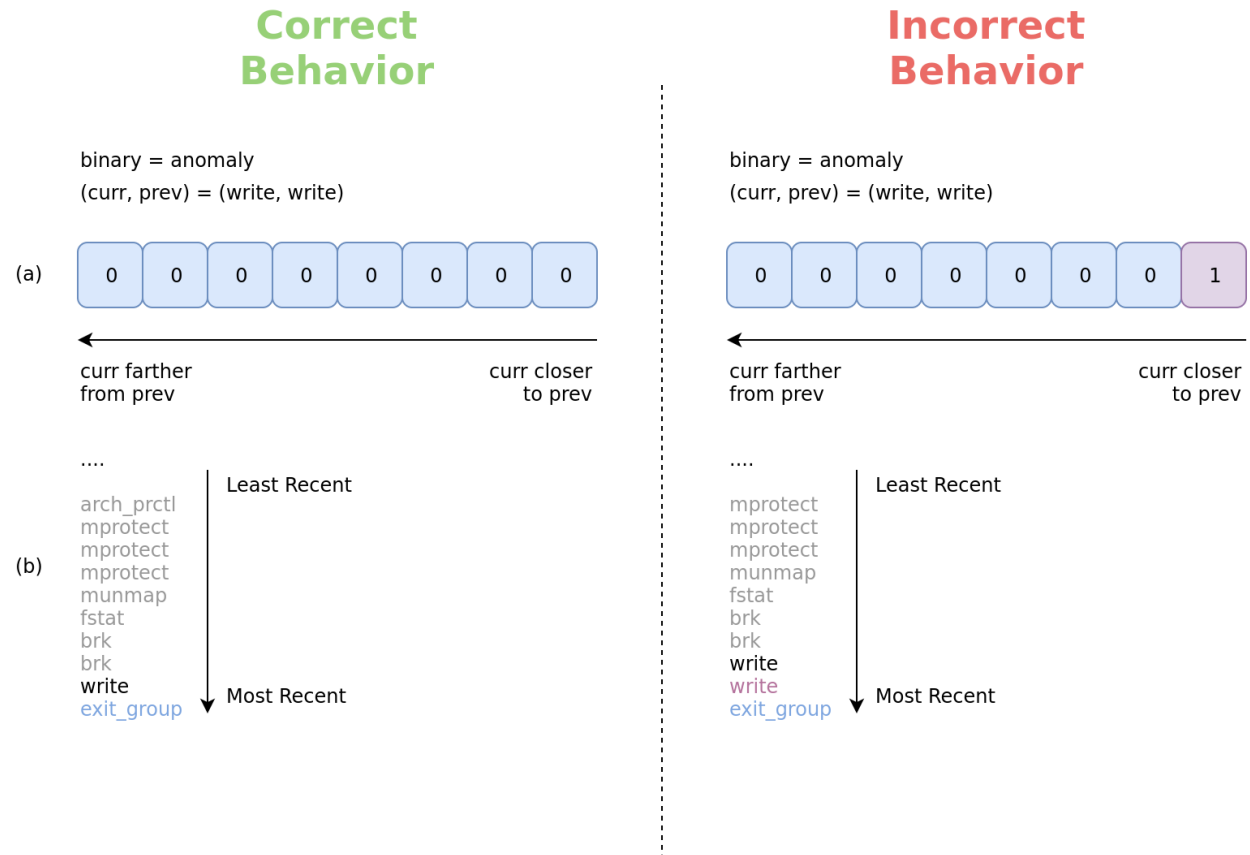 Correct
Behavior
binary = anomaly
(curr, prev) = (write, write)
(a)
0 0 0 0 0 0 0 0
curr farther
from prev
curr closer
to prev
....
Least Recent
(b)
arch_prctl
mprotect
mprotect
mprotect
munmap
fstat
brk
brk
write
exit_group
Most Recent
Incorrect
Behavior
binary = anomaly
(curr, prev) = (write, write)
0 0 0 0 0 0 0 1
curr farther
from prev
curr closer
to prev
....
Least Recent
mprotect
mprotect
mprotect
munmap
fstat
brk
brk
write
write
exit_group
Most Recent